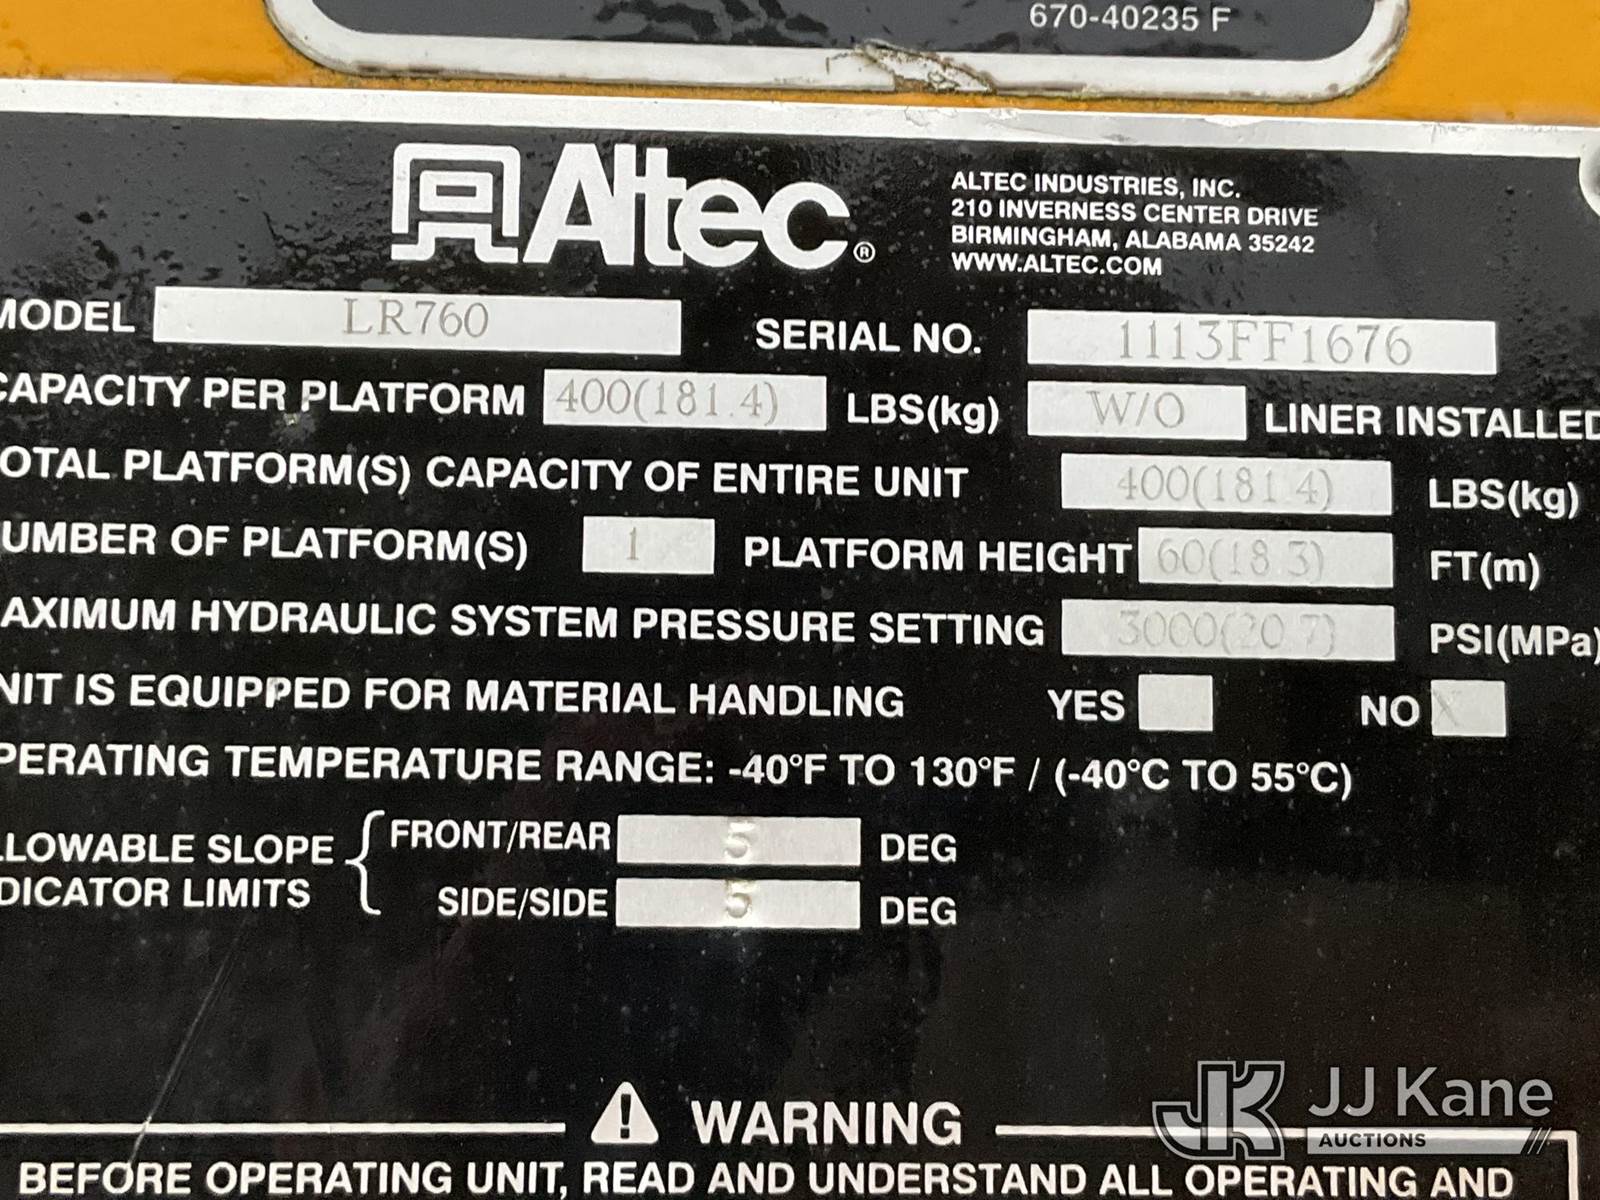 670-40235 F
Altec®
ALTEC INDUSTRIES, INC.
210 INVERNESS CENTER DRIVE
BIRMINGHAM, ALABAMA 35242
WWW.ALTEC.COM
MODEL LR760 SERIAL NO. 1113FF1676
CAPACITY PER PLATFORM 400(181.4) LBS(kg) W/O LINER INSTALLED
OTAL PLATFORM(S) CAPACITY OF ENTIRE UNIT 400(181.4) LBS(kg)
UMBER OF PLATFORM(S) 1 PLATFORM HEIGHT 60(18.3) FT(m)
AXIMUM HYDRAULIC SYSTEM PRESSURE SETTING 3000(20.7) PSI(MPa)
NIT IS EQUIPPED FOR MATERIAL HANDLING YES NO X
PERATING TEMPERATURE RANGE: -40°F TO 130°F / (-40°C TO 55°C)
LLOWABLE SLOPE FRONT/REAR 5 DEG
DICATOR LIMITS SIDE/SIDE 5 DEG
WARNING
BEFORE OPERATING UNIT, READ AND UNDERSTAND ALL OPERATING AND
JK JJ Kane
AUCTIONS